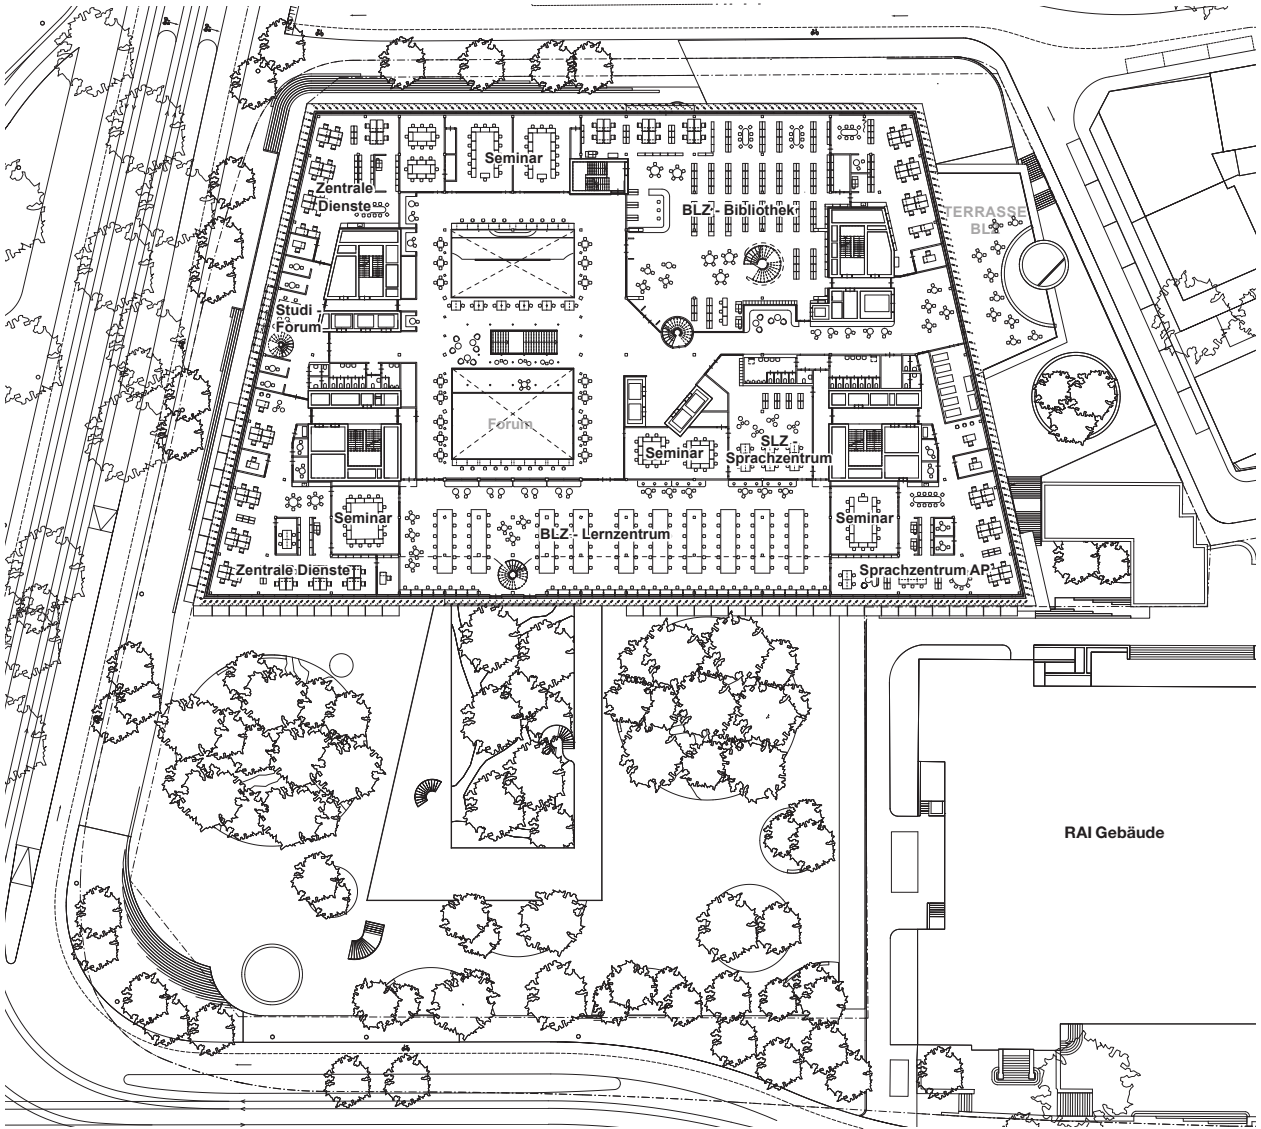 Seminar
Zentrale
Dienste
BLZ - Bibliothek
TERRASSE
BLZ
Studi -
Forum
Forum
Seminar
SLZ -
Sprachzentrum
Seminar
BLZ - Lernzentrum
Seminar
Zentrale Dienste
Sprachzentrum AP
RAI Gebäude